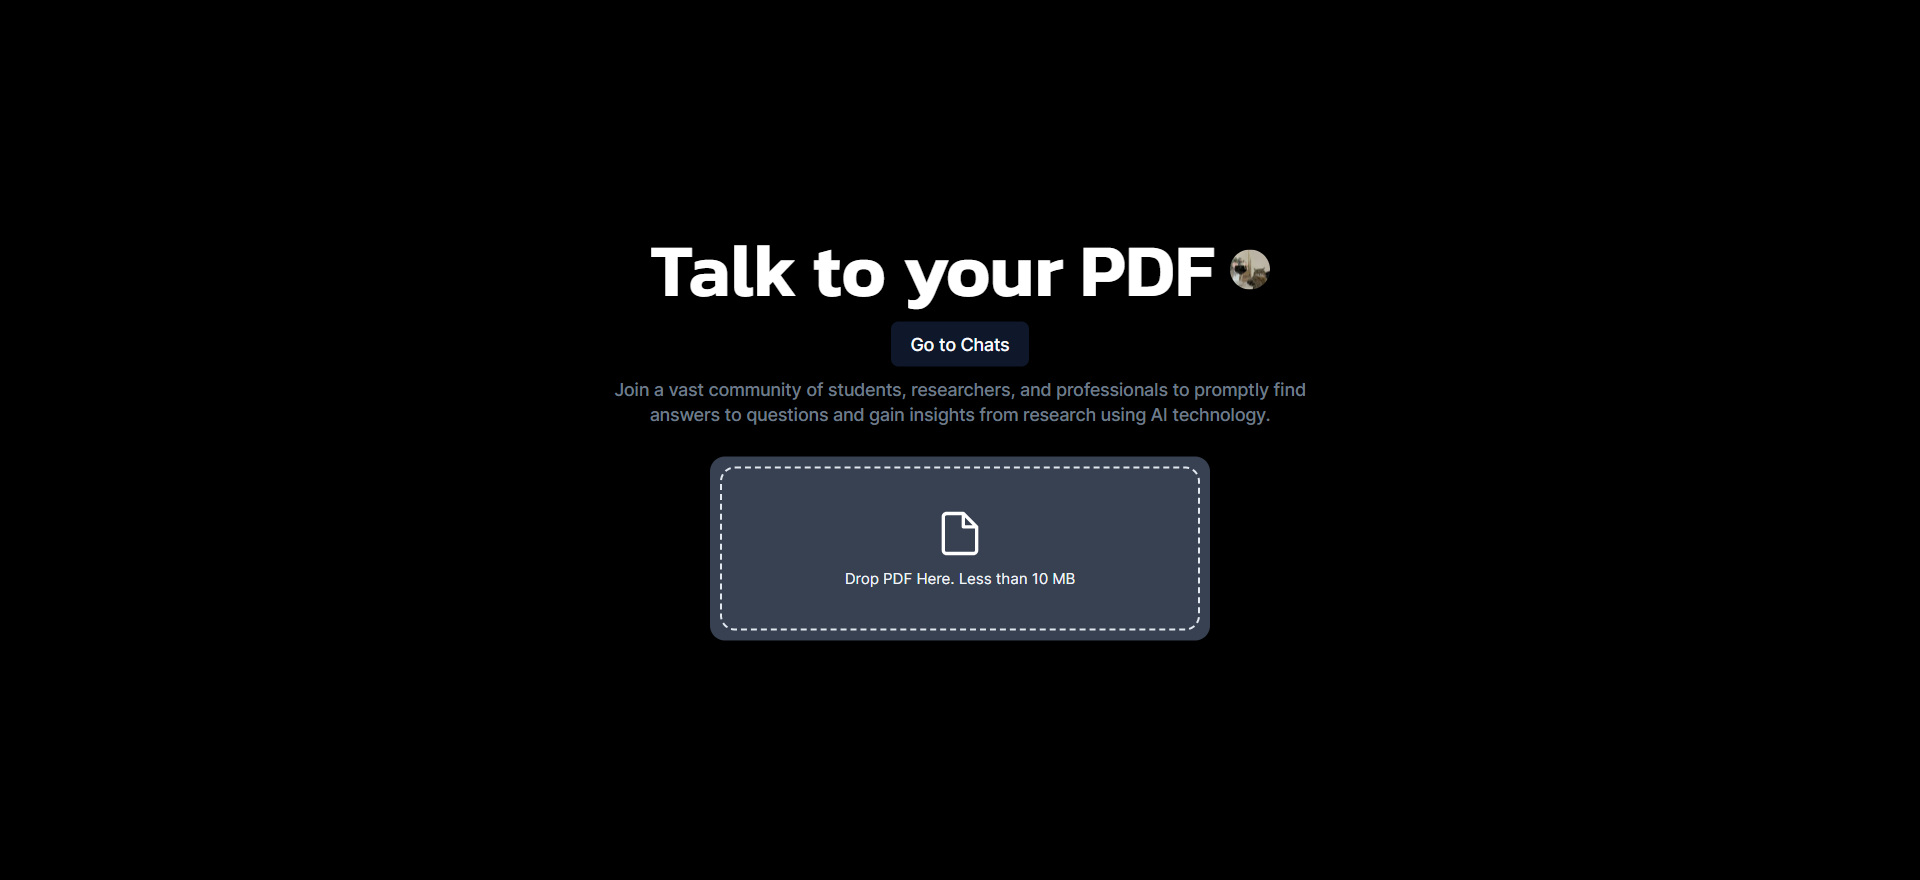 Talk to your PDF
Go to Chats
Join a vast community of students, researchers, and professionals to promptly find
answers to questions and gain insights from research using AI technology.
Drop PDF Here. Less than 10 MB